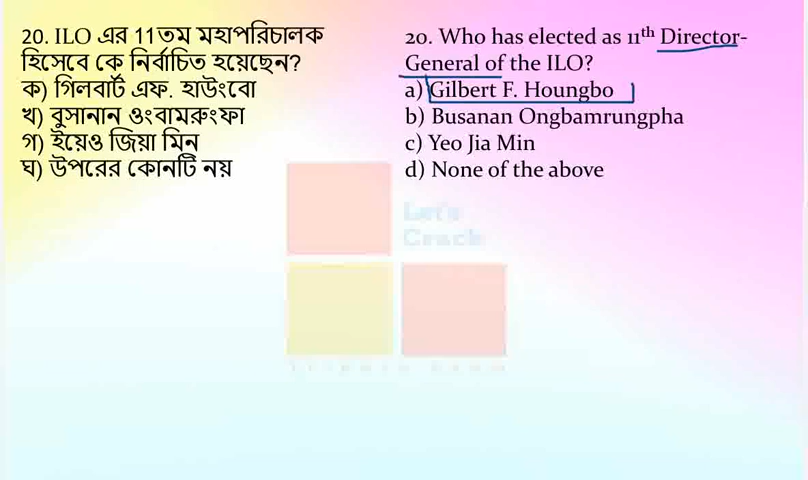 20. ILO এর 11তম মহাপরিচালক
হিসেবে কে নির্বাচিত হয়েছেন?
ক) গিলবার্ট এফ. হাউংবো
খ) বুসানান ওংবামরুংফা
গ) ইয়েও জিয়া মিন
ঘ) উপরের কোনটি নয়
20. Who has elected as 11th Director-
General of the ILO?
a) Gilbert F. Houngbo
b) Busanan Ongbamrungpha
c) Yeo Jia Min
d) None of the above
Let's
Crack